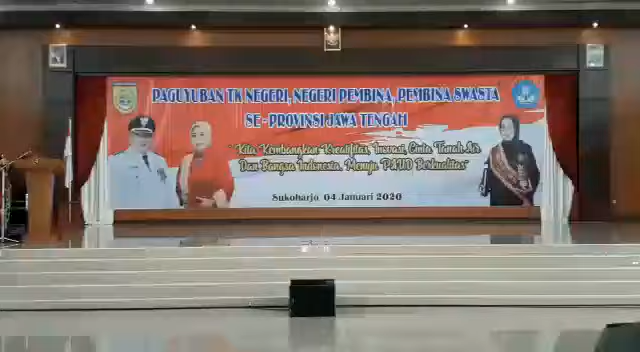 PAGUYUBAN TK NEGERI, NEGERI PEMBINA, PEMBINA SWASTA
SE - PROVINSI JAWA TENGAH
"Kita Kembangkan Kreatifitas, Inovasi, Cinta Tanah Air
Dan Bangsa Indonesia, Menuju PAUD Berkualitas"
Sukoharjo, 04 Januari 2020